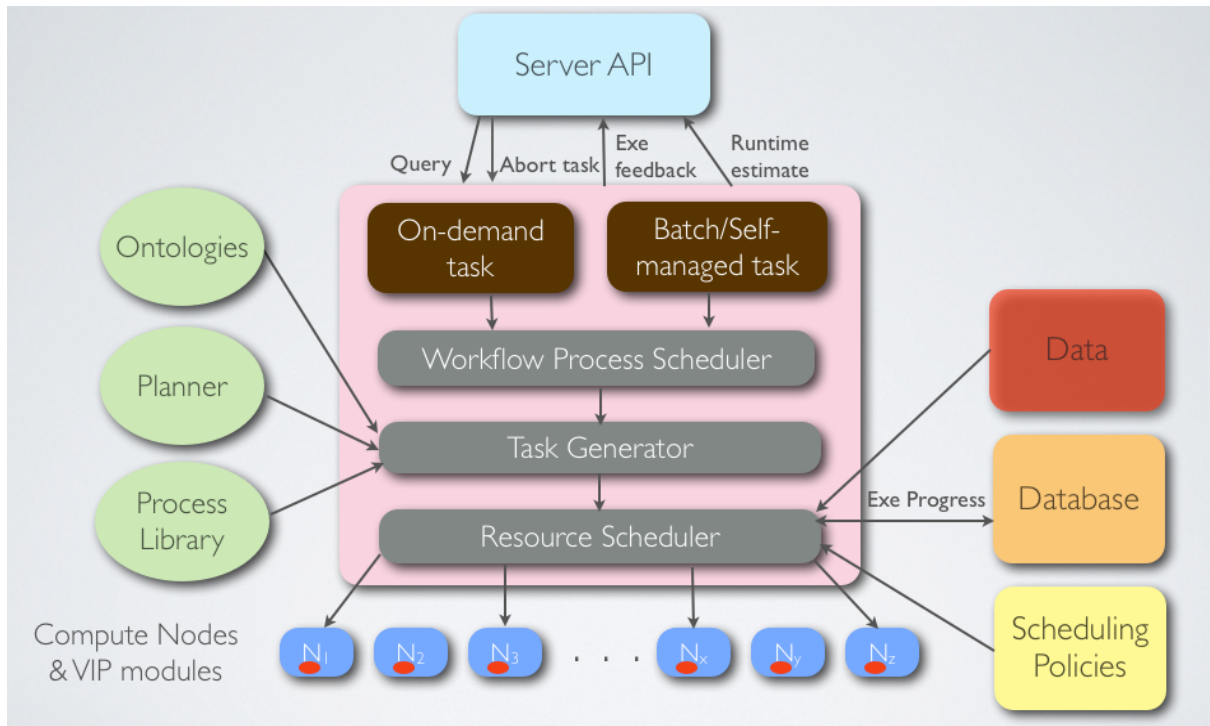 Server API
Query
Abort task
Exe
feedback
Runtime
estimate
On-demand
task
Batch/Self-
managed task
Ontologies
Workflow Process Scheduler
Data
Planner
Task Generator
Process
Library
Exe Progress
Database
Resource Scheduler
Compute Nodes
& VIP modules
N1
N2
N3
. . .
Nx
Ny
Nz
Scheduling
Policies